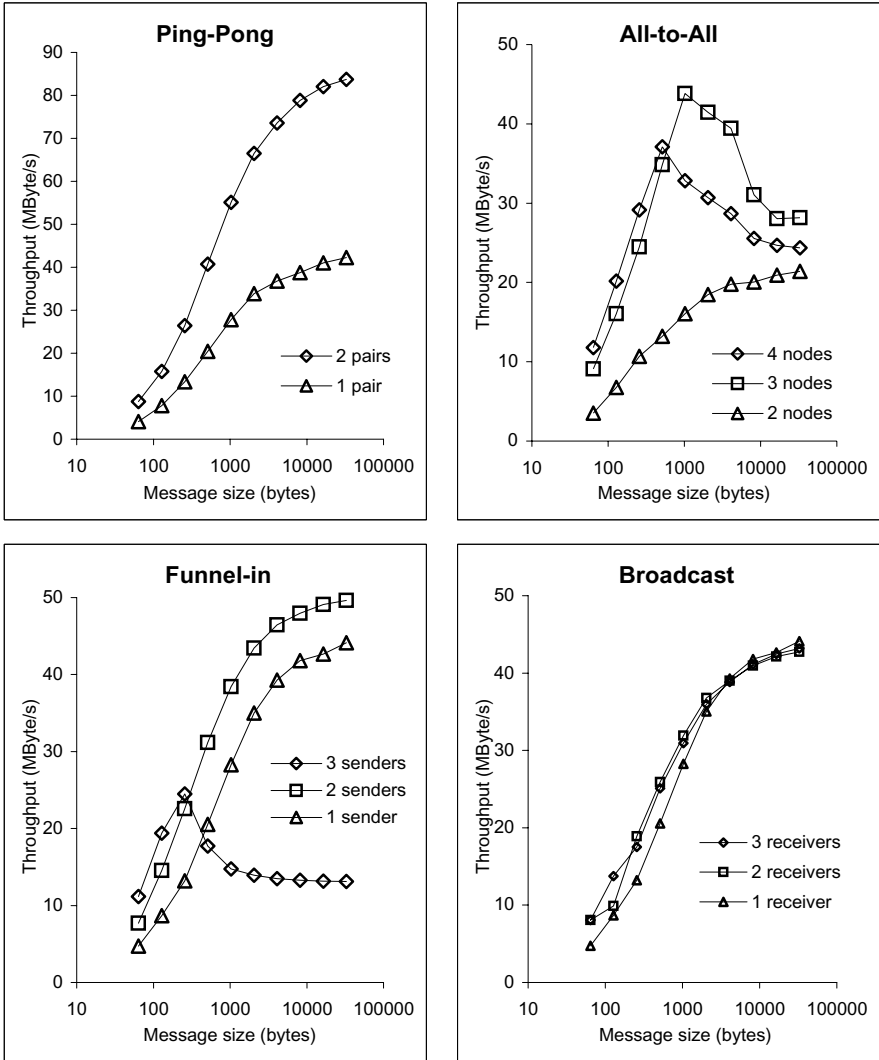 Ping-Pong
90
80
70
60
50
40
30
20
10
0
10 100 1000 10000 100000
Throughput (MByte/s)
Message size (bytes)
2 pairs
1 pair
All-to-All
50
40
30
20
10
0
10 100 1000 10000 100000
Throughput (MByte/s)
Message size (bytes)
4 nodes
3 nodes
2 nodes
Funnel-in
50
40
30
20
10
0
10 100 1000 10000 100000
Throughput (MByte/s)
Message size (bytes)
3 senders
2 senders
1 sender
Broadcast
50
40
30
20
10
0
10 100 1000 10000 100000
Throughput (MByte/s)
Message size (bytes)
3 receivers
2 receivers
1 receiver